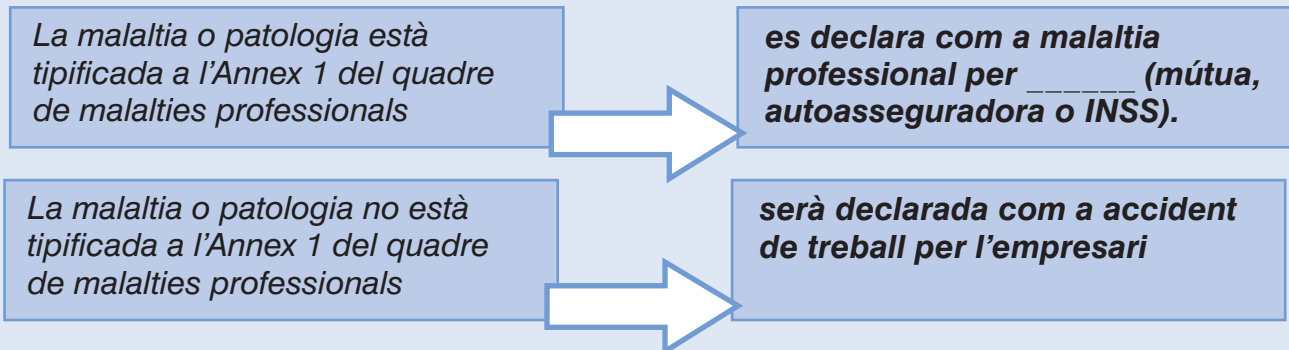 La malaltia o patologia està
tipificada a l’Annex 1 del quadre
de malalties professionals
es declara com a malaltia
professional per ______ (mútua,
autoasseguradora o INSS).
La malaltia o patologia no està
tipificada a l’Annex 1 del quadre
de malalties professionals
serà declarada com a accident
de treball per l’empresari